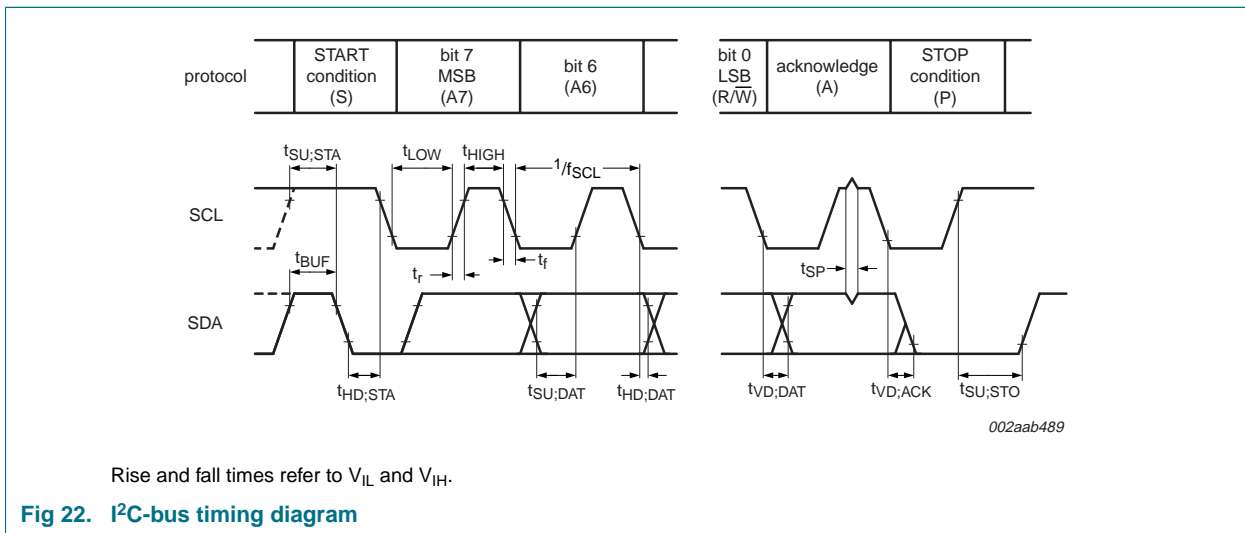 protocol
START
condition
(S)
bit 7
MSB
(A7)
bit 6
(A6)
bit 0
LSB
(R/W̅)
acknowledge
(A)
STOP
condition
(P)
tSU;STA
tLOW
tHIGH
1/fSCL
SCL
tBUF
tr
tf
tSP
SDA
tHD;STA
tSU;DAT
tHD;DAT
tVD;DAT
tVD;ACK
tSU;STO
002aab489
Rise and fall times refer to VIL and VIH.
Fig 22. I²C-bus timing diagram